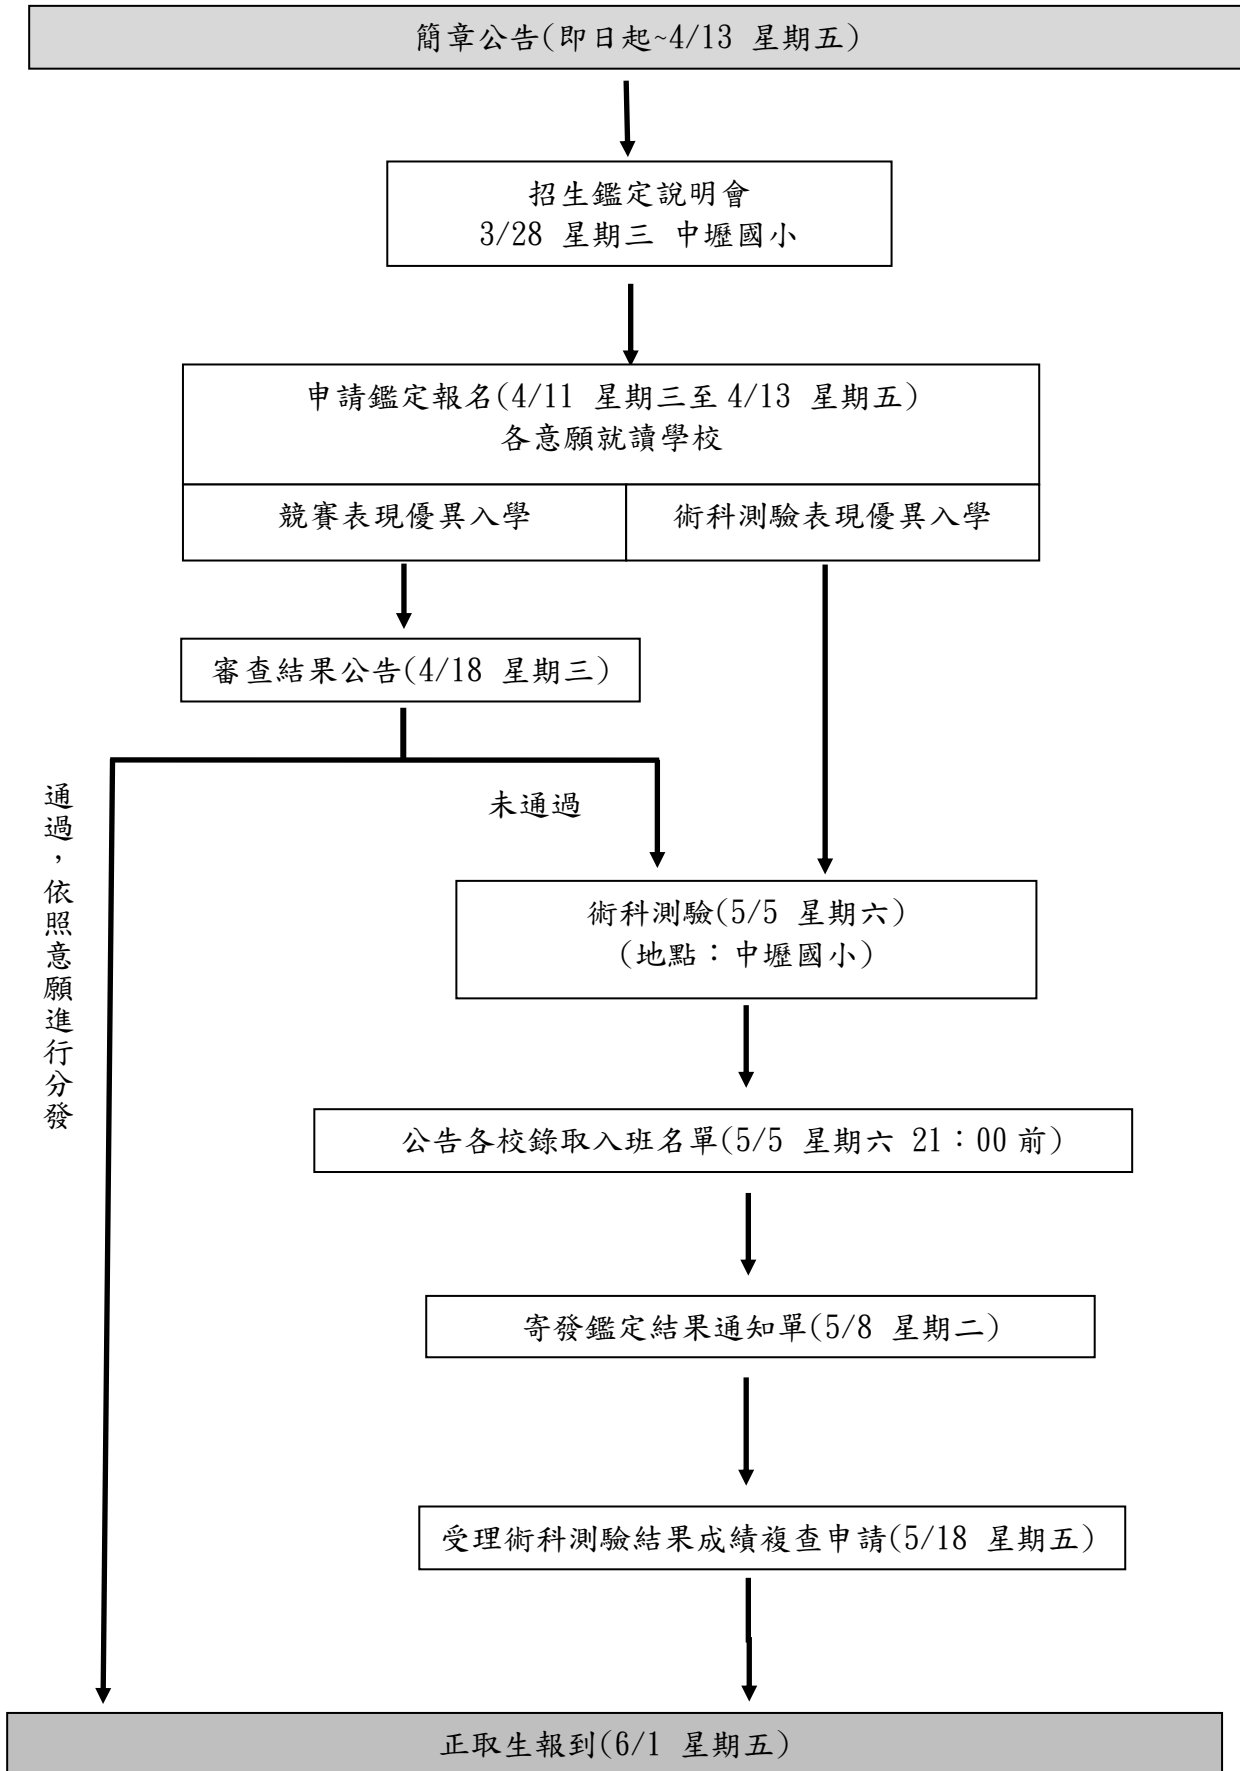 簡章公告(即日起~4/13 星期五)
招生鑑定說明會
3/28 星期三 中壢國小
申請鑑定報名(4/11 星期三至 4/13 星期五)
各意願就讀學校
競賽表現優異入學
術科測驗表現優異入學
審查結果公告(4/18 星期三)
通過，依照意願進行分發
未通過
術科測驗(5/5 星期六)
(地點：中壢國小)
公告各校錄取入班名單(5/5 星期六 21：00 前)
寄發鑑定結果通知單(5/8 星期二)
受理術科測驗結果成績複查申請(5/18 星期五)
正取生報到(6/1 星期五)